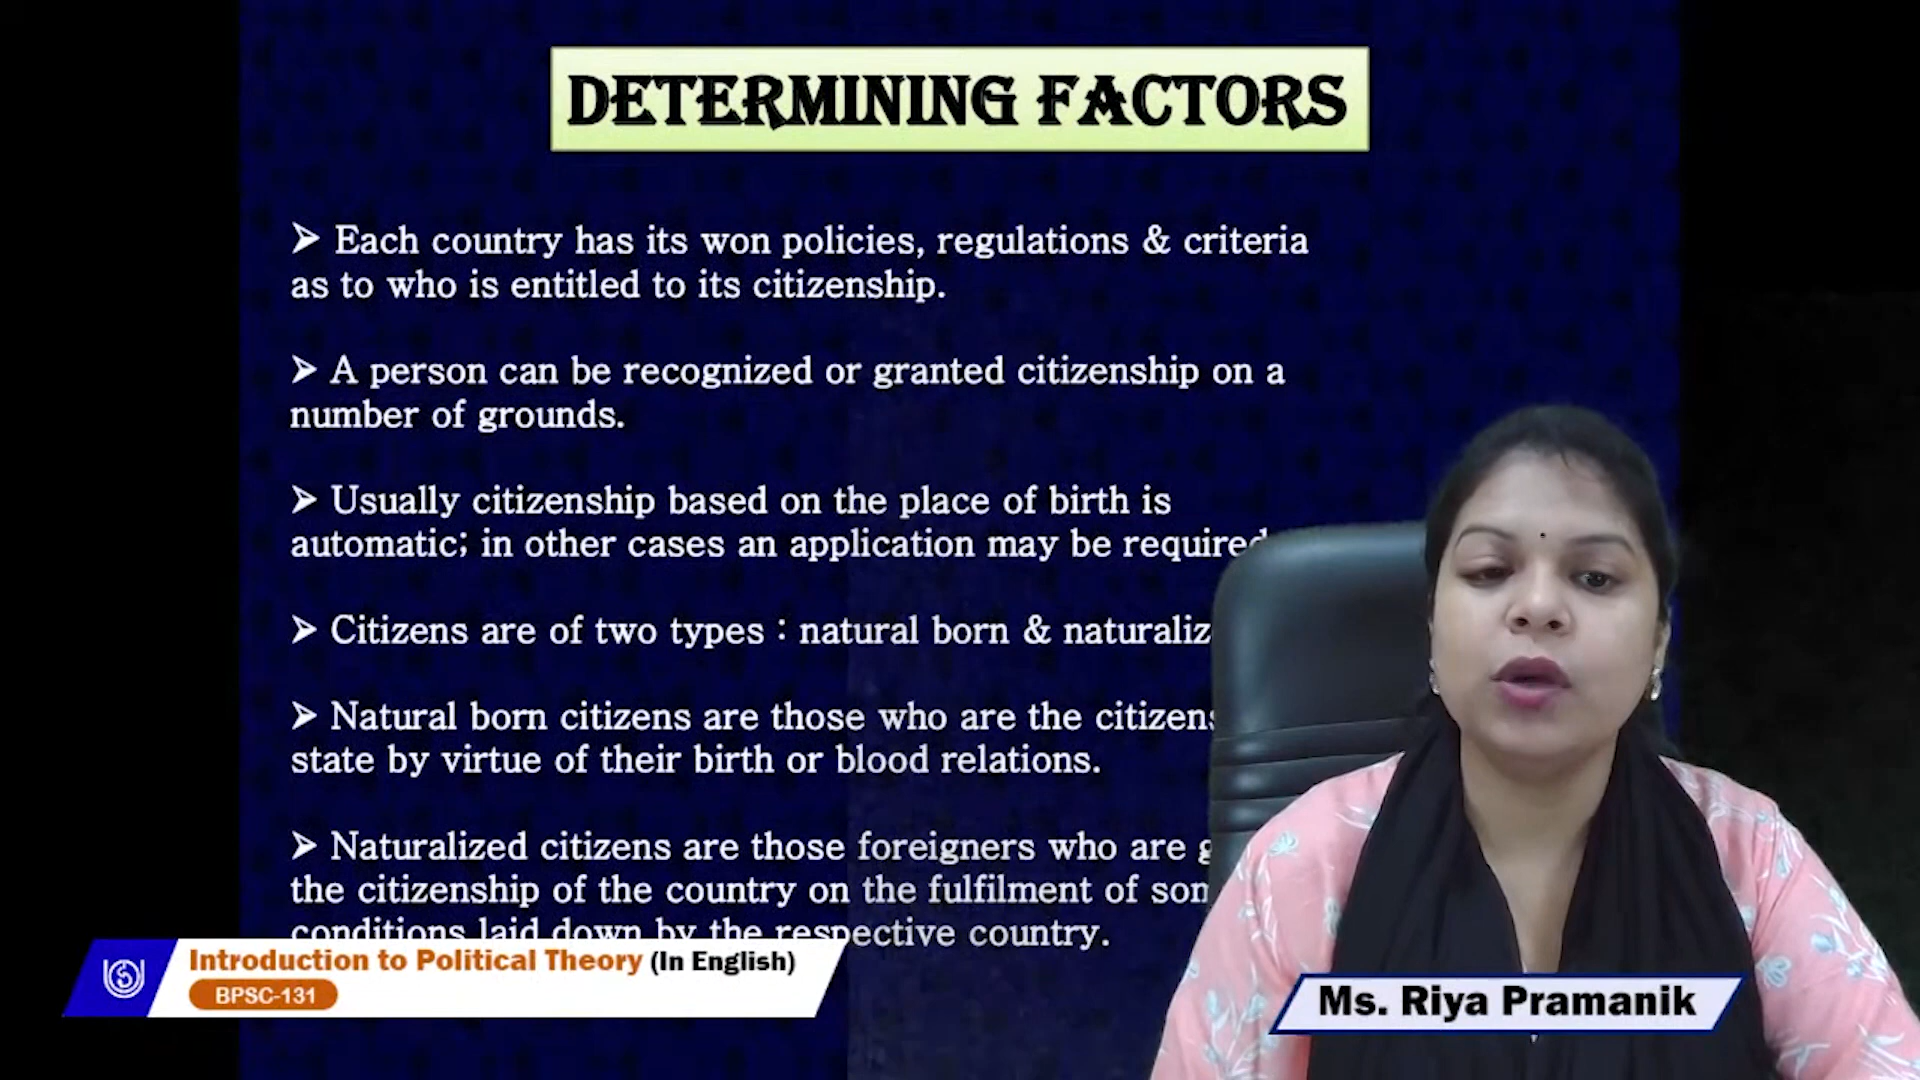 DETERMINING FACTORS
➢ Each country has its won policies, regulations & criteria
as to who is entitled to its citizenship.
➢ A person can be recognized or granted citizenship on a
number of grounds.
➢ Usually citizenship based on the place of birth is
automatic; in other cases an application may be required
➢ Citizens are of two types : natural born &
➢ Natural born citizens are those who are the citizens
state by virtue of their birth or blood relations.
➢ Naturalized citizens are those foreigners who are
the citizenship of the country on the fulfilment of
conditions laid down by the respective country.
Introduction to Political Theory (In English)
BPSC-131
Ms. Riya Pramanik